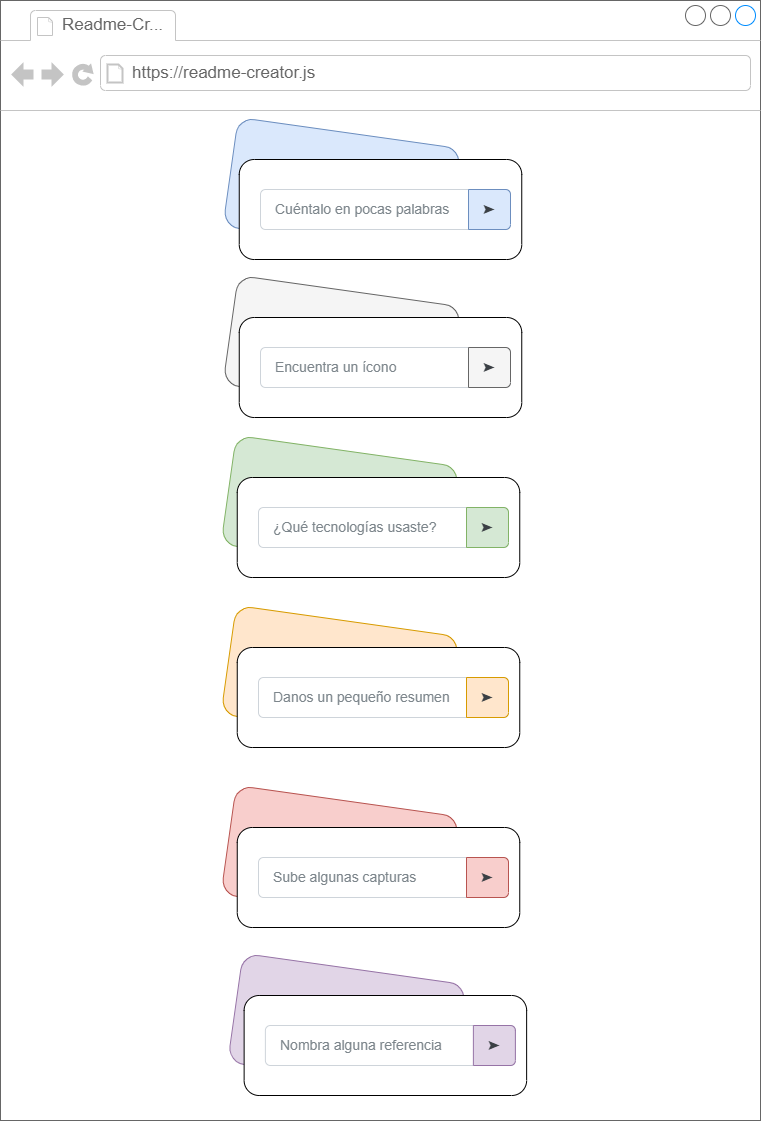 Readme-Cr...
https://readme-creator.js
Cuéntalo en pocas palabras
Encuentra un ícono
¿Qué tecnologías usaste?
Danos un pequeño resumen
Sube algunas capturas
Nombra alguna referencia